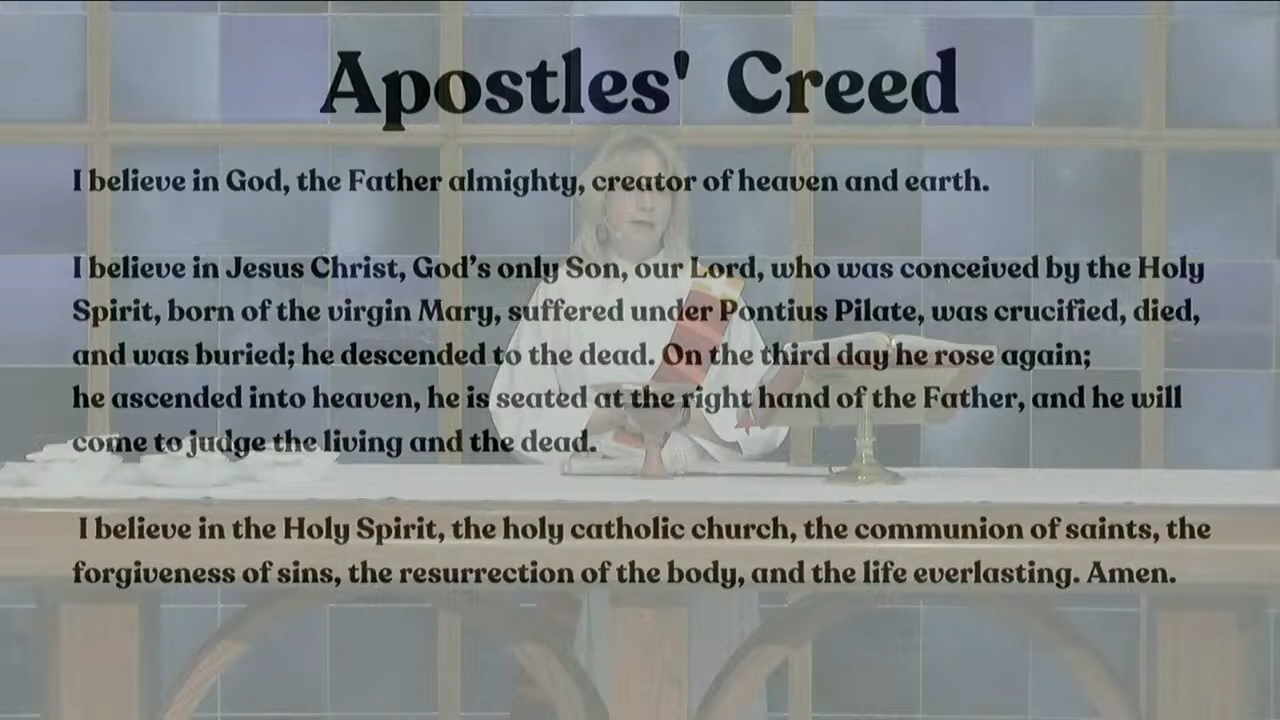 Apostles' Creed
I believe in God, the Father almighty, creator of heaven and earth.
I believe in Jesus Christ, God’s only Son, our Lord, who was conceived by the Holy
Spirit, born of the virgin Mary, suffered under Pontius Pilate, was crucified, died,
and was buried; he descended to the dead. On the third day he rose again;
he ascended into heaven, he is seated at the right hand of the Father, and he will
come to judge the living and the dead.
I believe in the Holy Spirit, the holy catholic church, the communion of saints, the
forgiveness of sins, the resurrection of the body, and the life everlasting. Amen.